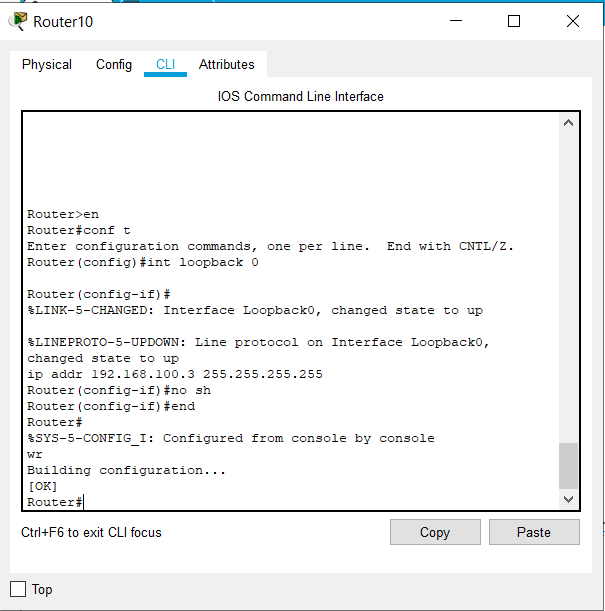 Router10
Physical Config CLI Attributes
IOS Command Line Interface
Router>en
Router#conf t
Enter configuration commands, one per line.  End with CNTL/Z.
Router(config)#int loopback 0
Router(config-if)#
%LINK-5-CHANGED: Interface Loopback0, changed state to up
%LINEPROTO-5-UPDOWN: Line protocol on Interface Loopback0,
changed state to up
ip addr 192.168.100.3 255.255.255.255
Router(config-if)#no sh
Router(config-if)#end
Router#
%SYS-5-CONFIG_I: Configured from console by console
wr
Building configuration...
[OK]
Router#
Ctrl+F6 to exit CLI focus
Copy Paste
Top